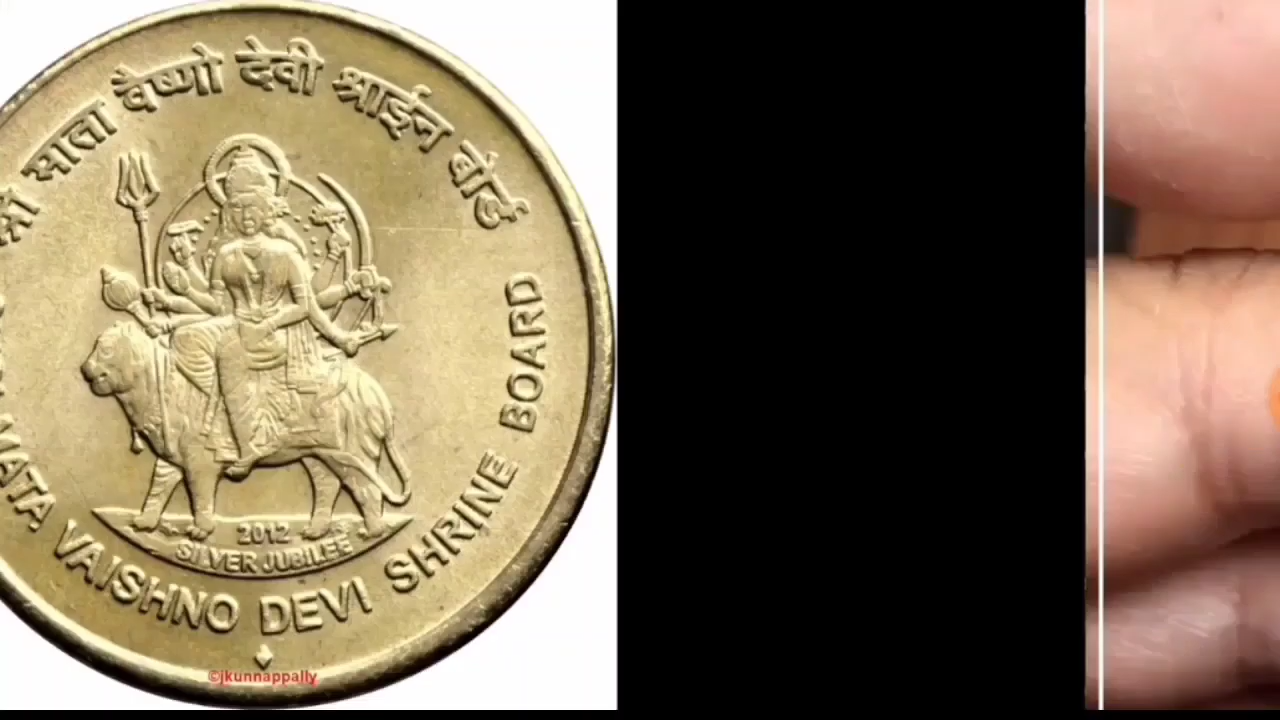 श्री माता वैष्णो देवी श्राईन बोर्ड
MATA VAISHNO DEVI SHRINE BOARD
2012
SILVER JUBILEE
©jkunnappally